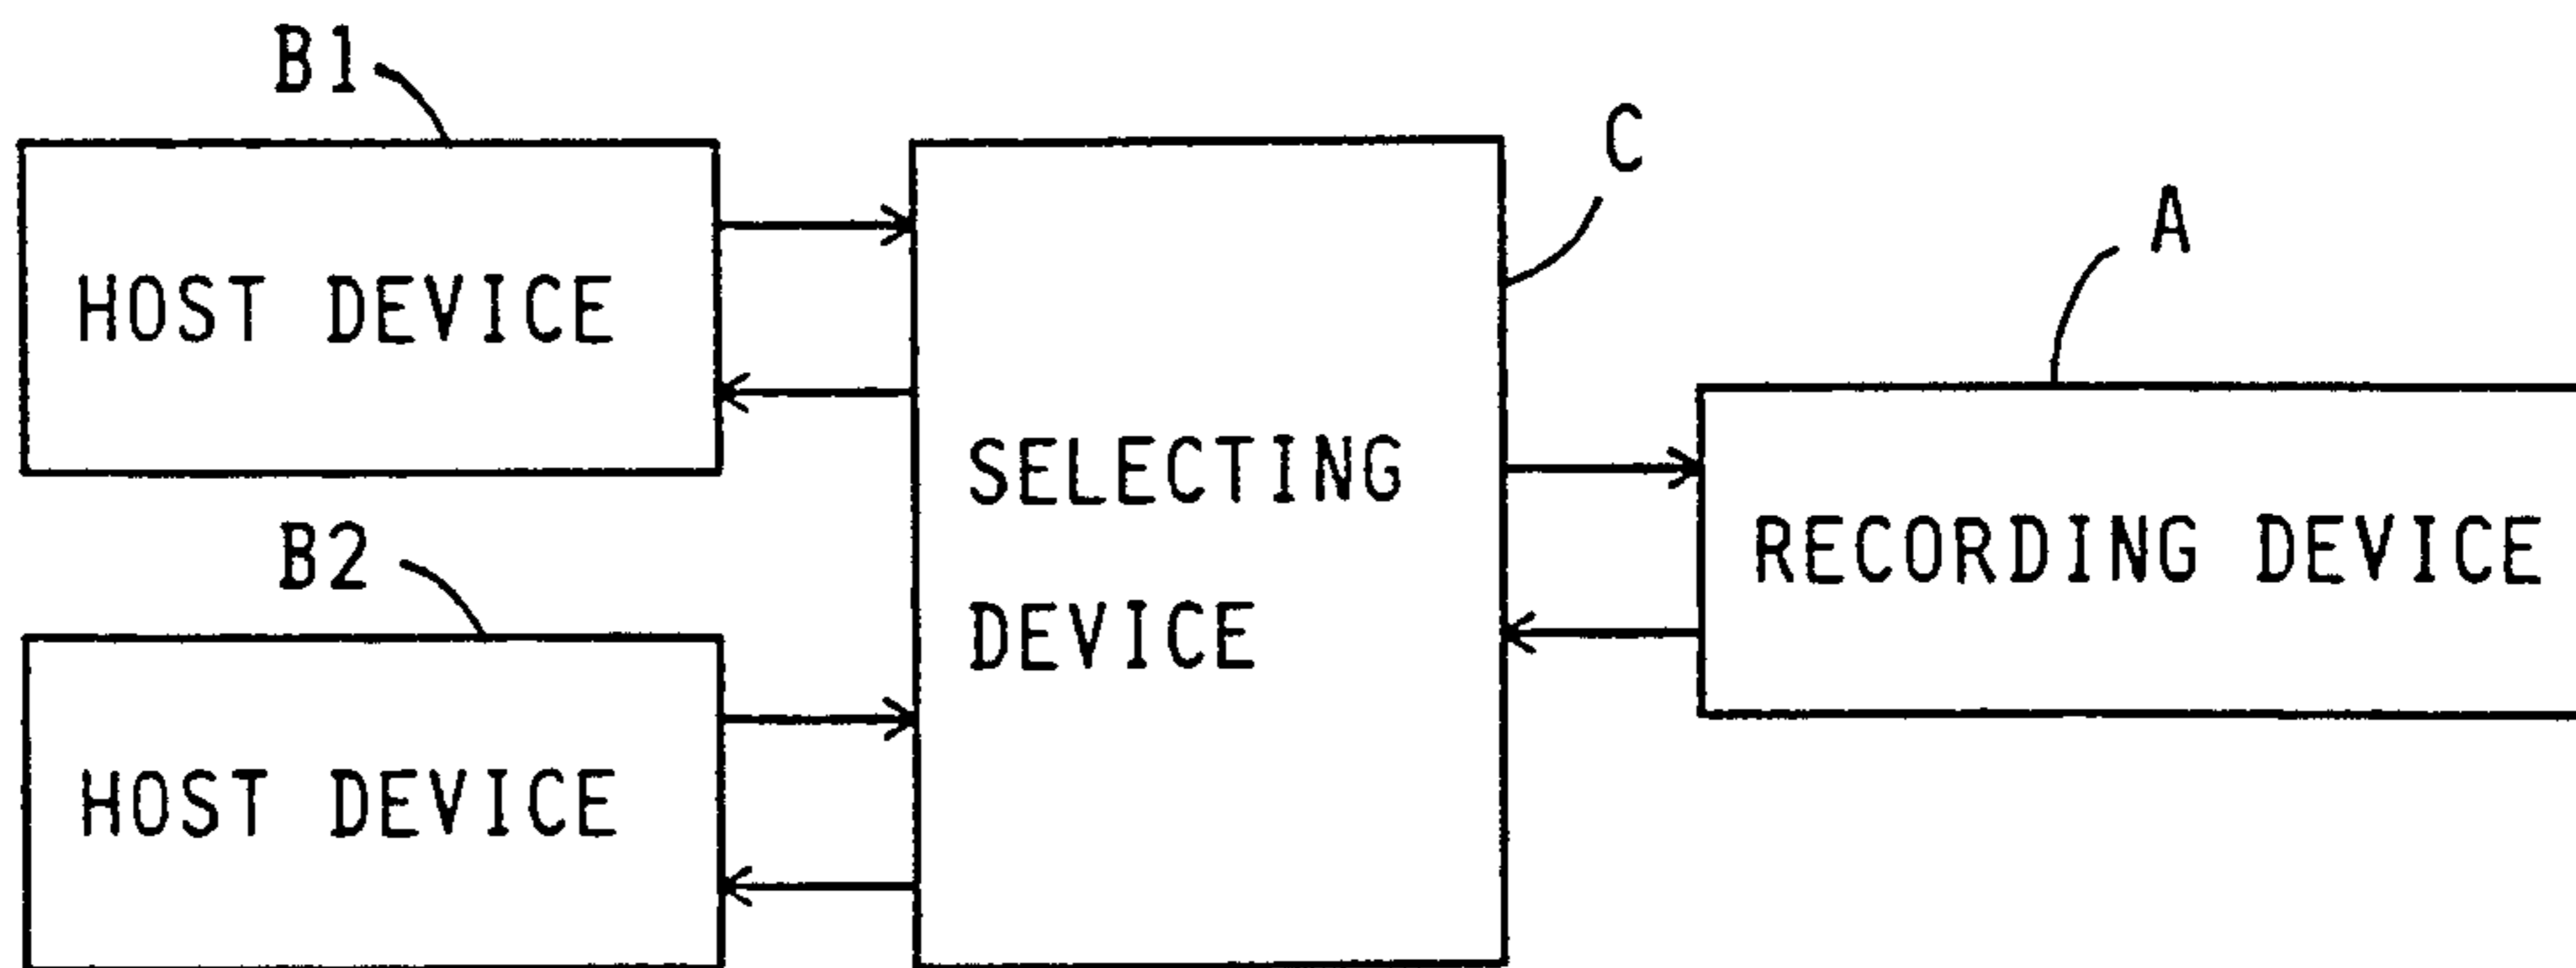 B1
HOST DEVICE
B2
HOST DEVICE
C
SELECTING
DEVICE
A
RECORDING DEVICE